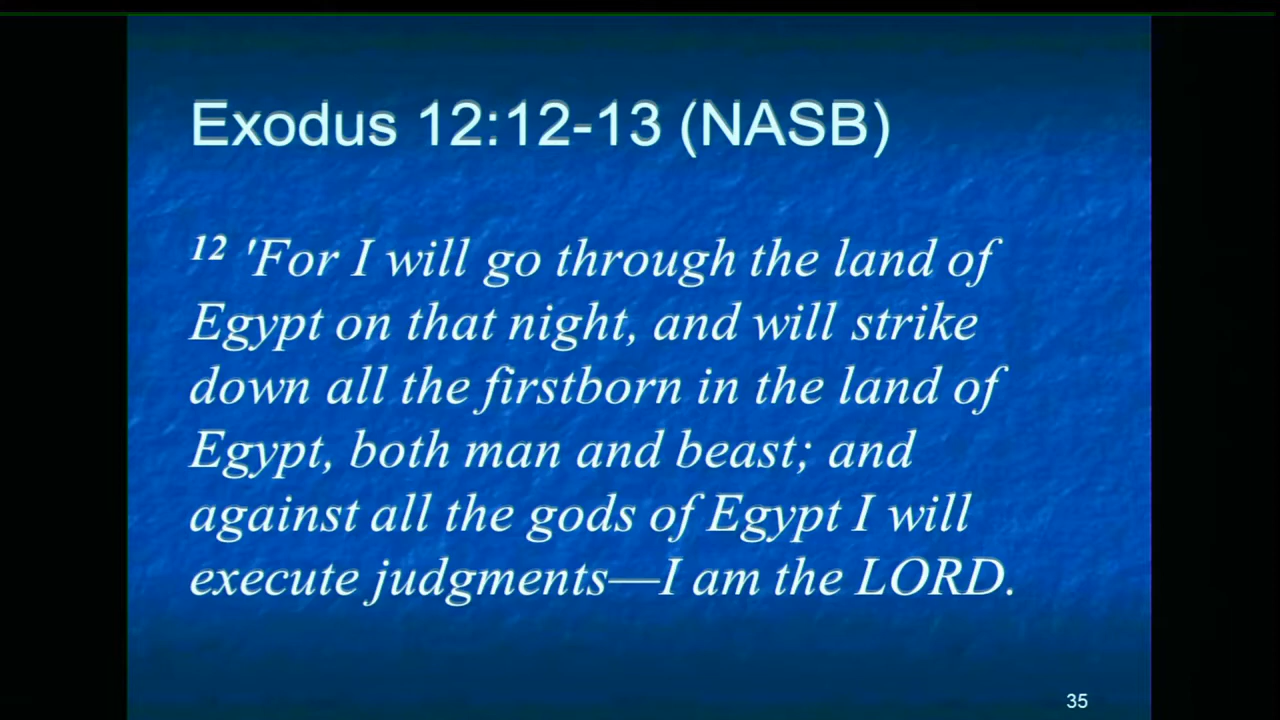 Exodus 12:12-13 (NASB)
12 'For I will go through the land of
Egypt on that night, and will strike
down all the firstborn in the land of
Egypt, both man and beast; and
against all the gods of Egypt I will
execute judgments—I am the LORD.
35